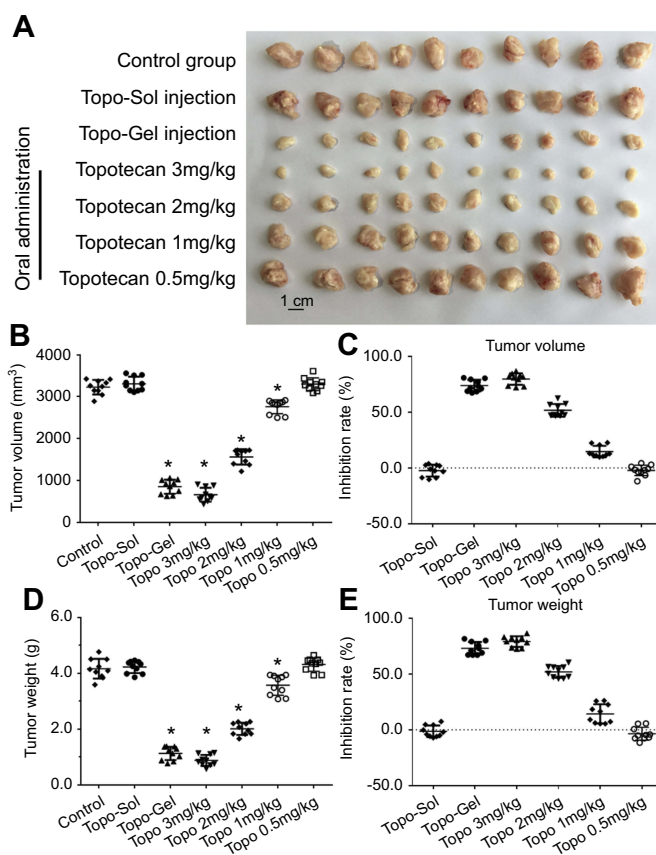 A
Control group
Topo-Sol injection
Topo-Gel injection
Topotecan 3mg/kg
Topotecan 2mg/kg
Topotecan 1mg/kg
Topotecan 0.5mg/kg
Oral administration
1 cm
B
Tumor volume (mm³)
4000
3000
2000
1000
0
* * * *
Control
Topo-Sol
Topo-Gel
Topo 3mg/kg
Topo 2mg/kg
Topo 1mg/kg
Topo 0.5mg/kg
C
Tumor volume
Inhibition rate (%)
100.0
50.0
0.0
-50.0
Topo-Sol
Topo-Gel
Topo 3mg/kg
Topo 2mg/kg
Topo 1mg/kg
Topo 0.5mg/kg
D
Tumor weight (g)
6.0
4.0
2.0
0.0
* * * *
Control
Topo-Sol
Topo-Gel
Topo 3mg/kg
Topo 2mg/kg
Topo 1mg/kg
Topo 0.5mg/kg
E
Tumor weight
Inhibition rate (%)
100.0
50.0
0.0
-50.0
Topo-Sol
Topo-Gel
Topo 3mg/kg
Topo 2mg/kg
Topo 1mg/kg
Topo 0.5mg/kg